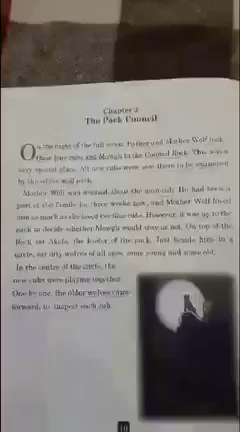 Chapter 2
The Pack Council
On the night of the full moon, Father and Mother Wolf took
their four cubs and Mowgli to the Council Rock. This was a
very special place. All new cubs were sent there to be examined
by the whole wolf pack.
Mother Wolf was worried about the man-cub. He had been a
part of the family for three weeks now, and Mother Wolf loved
him as much as she loved her four cubs. However, it was up to the
pack to decide whether Mowgli would stay or not. On top of the
Rock sat Akela, the leader of the pack. Just beside him, in a
circle, sat wolves of all ages, some young and some old.
In the centre of the circle, the
new cubs were playing together.
One by one, the older wolves came
forward, to inspect each cub.
10